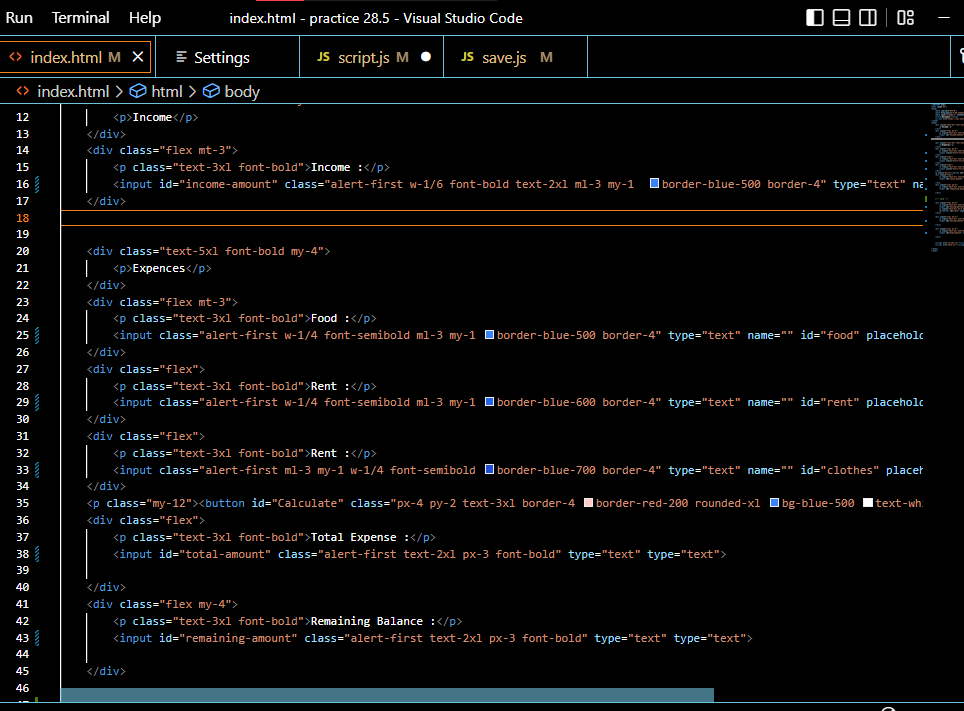 Run Terminal Help index.html - practice 28.5 - Visual Studio Code
index.html M Settings JS script.js M JS save.js M
index.html > html > body
12 <p>Income</p>
13 </div>
14 <div class="flex mt-3">
15 <p class="text-3xl font-bold">Income :</p>
16 <input id="income-amount" class="alert-first w-1/6 font-bold text-2xl ml-3 my-1 border-blue-500 border-4" type="text" na
17 </div>
18
19
20 <div class="text-5xl font-bold my-4">
21 <p>Expences</p>
22 </div>
23 <div class="flex mt-3">
24 <p class="text-3xl font-bold">Food :</p>
25 <input class="alert-first w-1/4 font-semibold ml-3 my-1 border-blue-500 border-4" type="text" name="" id="food" placehold
26 </div>
27 <div class="flex">
28 <p class="text-3xl font-bold">Rent :</p>
29 <input class="alert-first w-1/4 font-semibold ml-3 my-1 border-blue-600 border-4" type="text" name="" id="rent" placehold
30 </div>
31 <div class="flex">
32 <p class="text-3xl font-bold">Rent :</p>
33 <input class="alert-first ml-3 my-1 w-1/4 font-semibold border-blue-700 border-4" type="text" name="" id="clothes" placeh
34 </div>
35 <p class="my-12"><button id="Calculate" class="px-4 py-2 text-3xl border-4 border-red-200 rounded-xl bg-blue-500 text-wh
36 <div class="flex">
37 <p class="text-3xl font-bold">Total Expense :</p>
38 <input id="total-amount" class="alert-first text-2xl px-3 font-bold" type="text" type="text">
39
40 </div>
41 <div class="flex my-4">
42 <p class="text-3xl font-bold">Remaining Balance :</p>
43 <input id="remaining-amount" class="alert-first text-2xl px-3 font-bold" type="text" type="text">
44
45 </div>
46